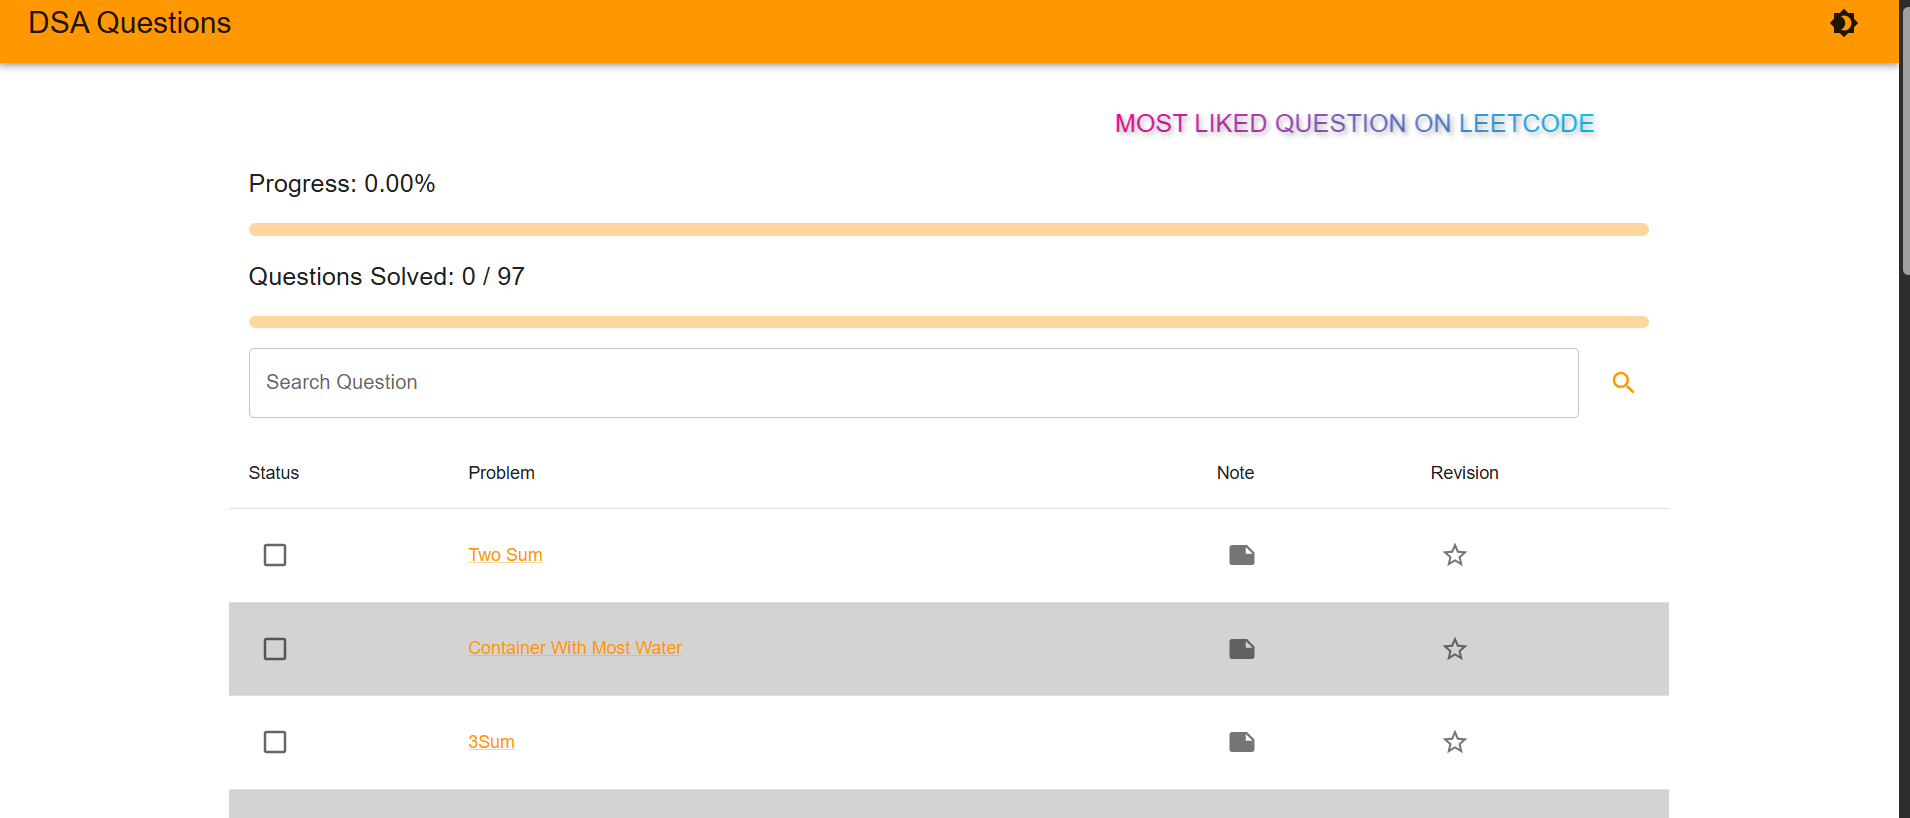 DSA Questions
MOST LIKED QUESTION ON LEETCODE
Progress: 0.00%
Questions Solved: 0 / 97
Search Question
Status Problem Note Revision
Two Sum
Container With Most Water
3Sum